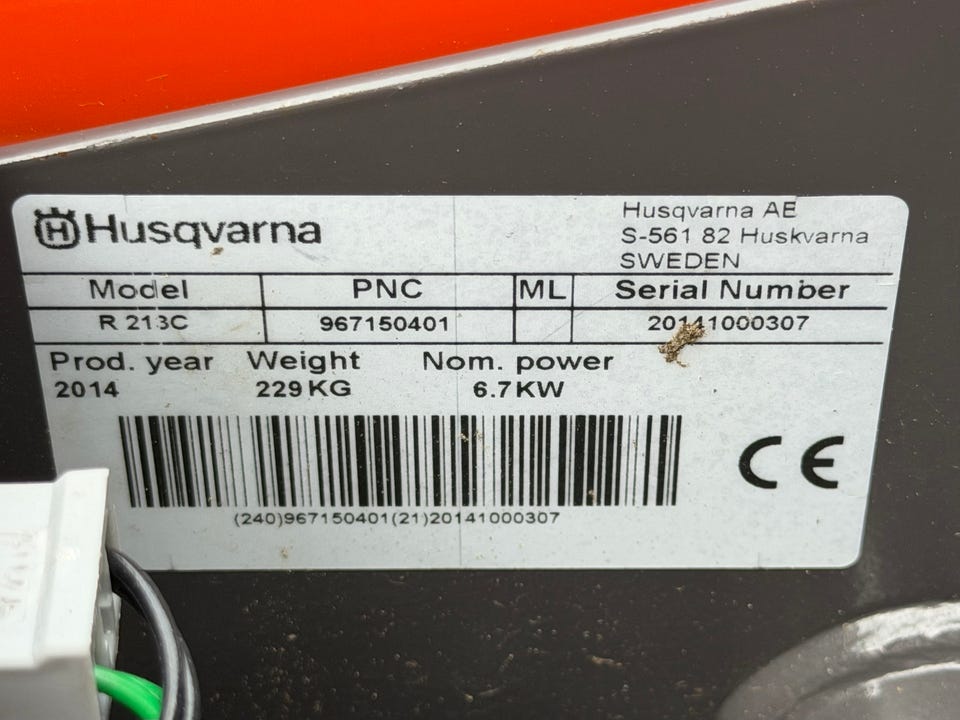 Husqvarna
Husqvarna AB
S-561 82 Huskvarna
SWEDEN
Model PNC ML Serial Number
R 213C 967150401 20141000307
Prod. year Weight Nom. power
2014 229 KG 6.7 KW
CE
(240)967150401(21)20141000307